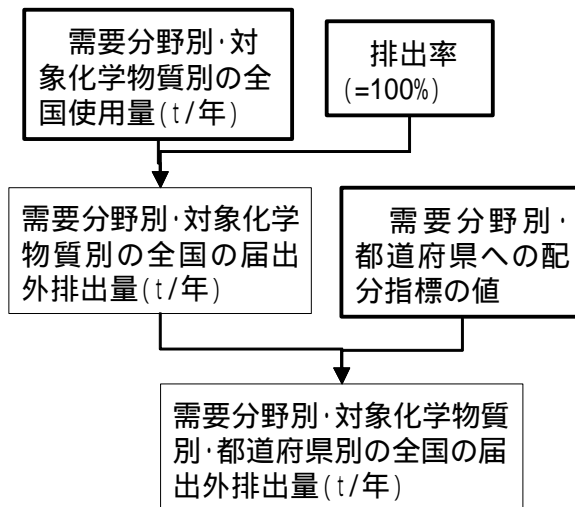 需要分野別·対
象化学物質別の全
国使用量(t/年)
排出率
(=100%)
需要分野別·対象化学
物質別の全国の届出
外排出量(t/年)
需要分野別·
都道府県への配
分指標の値
需要分野別·対象化学物質
別·都道府県別の全国の届
出外排出量(t/年)